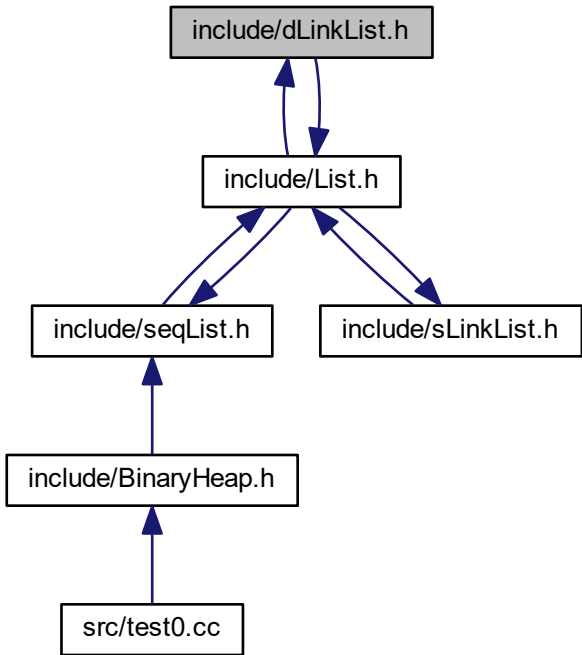 include/dLinkList.h
include/List.h
include/seqList.h
include/sLinkList.h
include/BinaryHeap.h
src/test0.cc